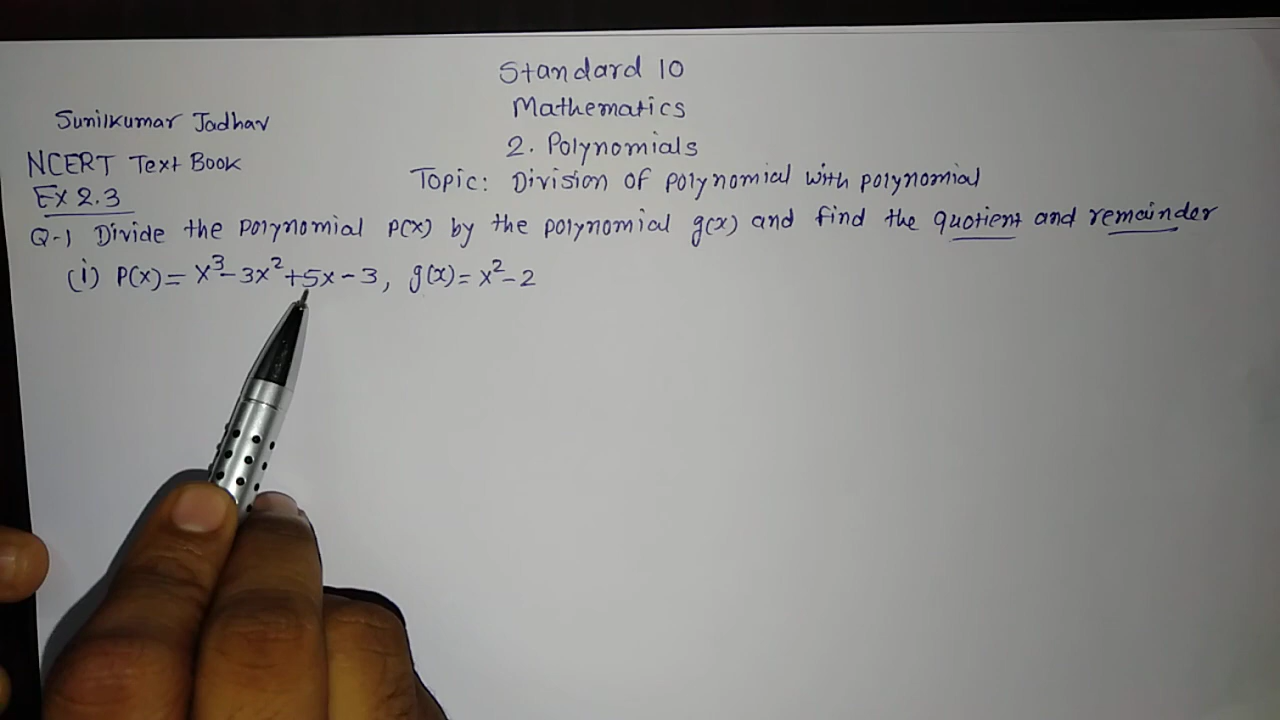 Standard 10
Mathematics
2. Polynomials
Sunilkumar Jadhav
NCERT Text Book
Topic: Division of polynomial with polynomial
Ex 2.3
Q-1 Divide the polynomial p(x) by the polynomial g(x) and find the quotient and remainder
(i) P(x) = x³ - 3x² + 5x - 3, g(x) = x² - 2